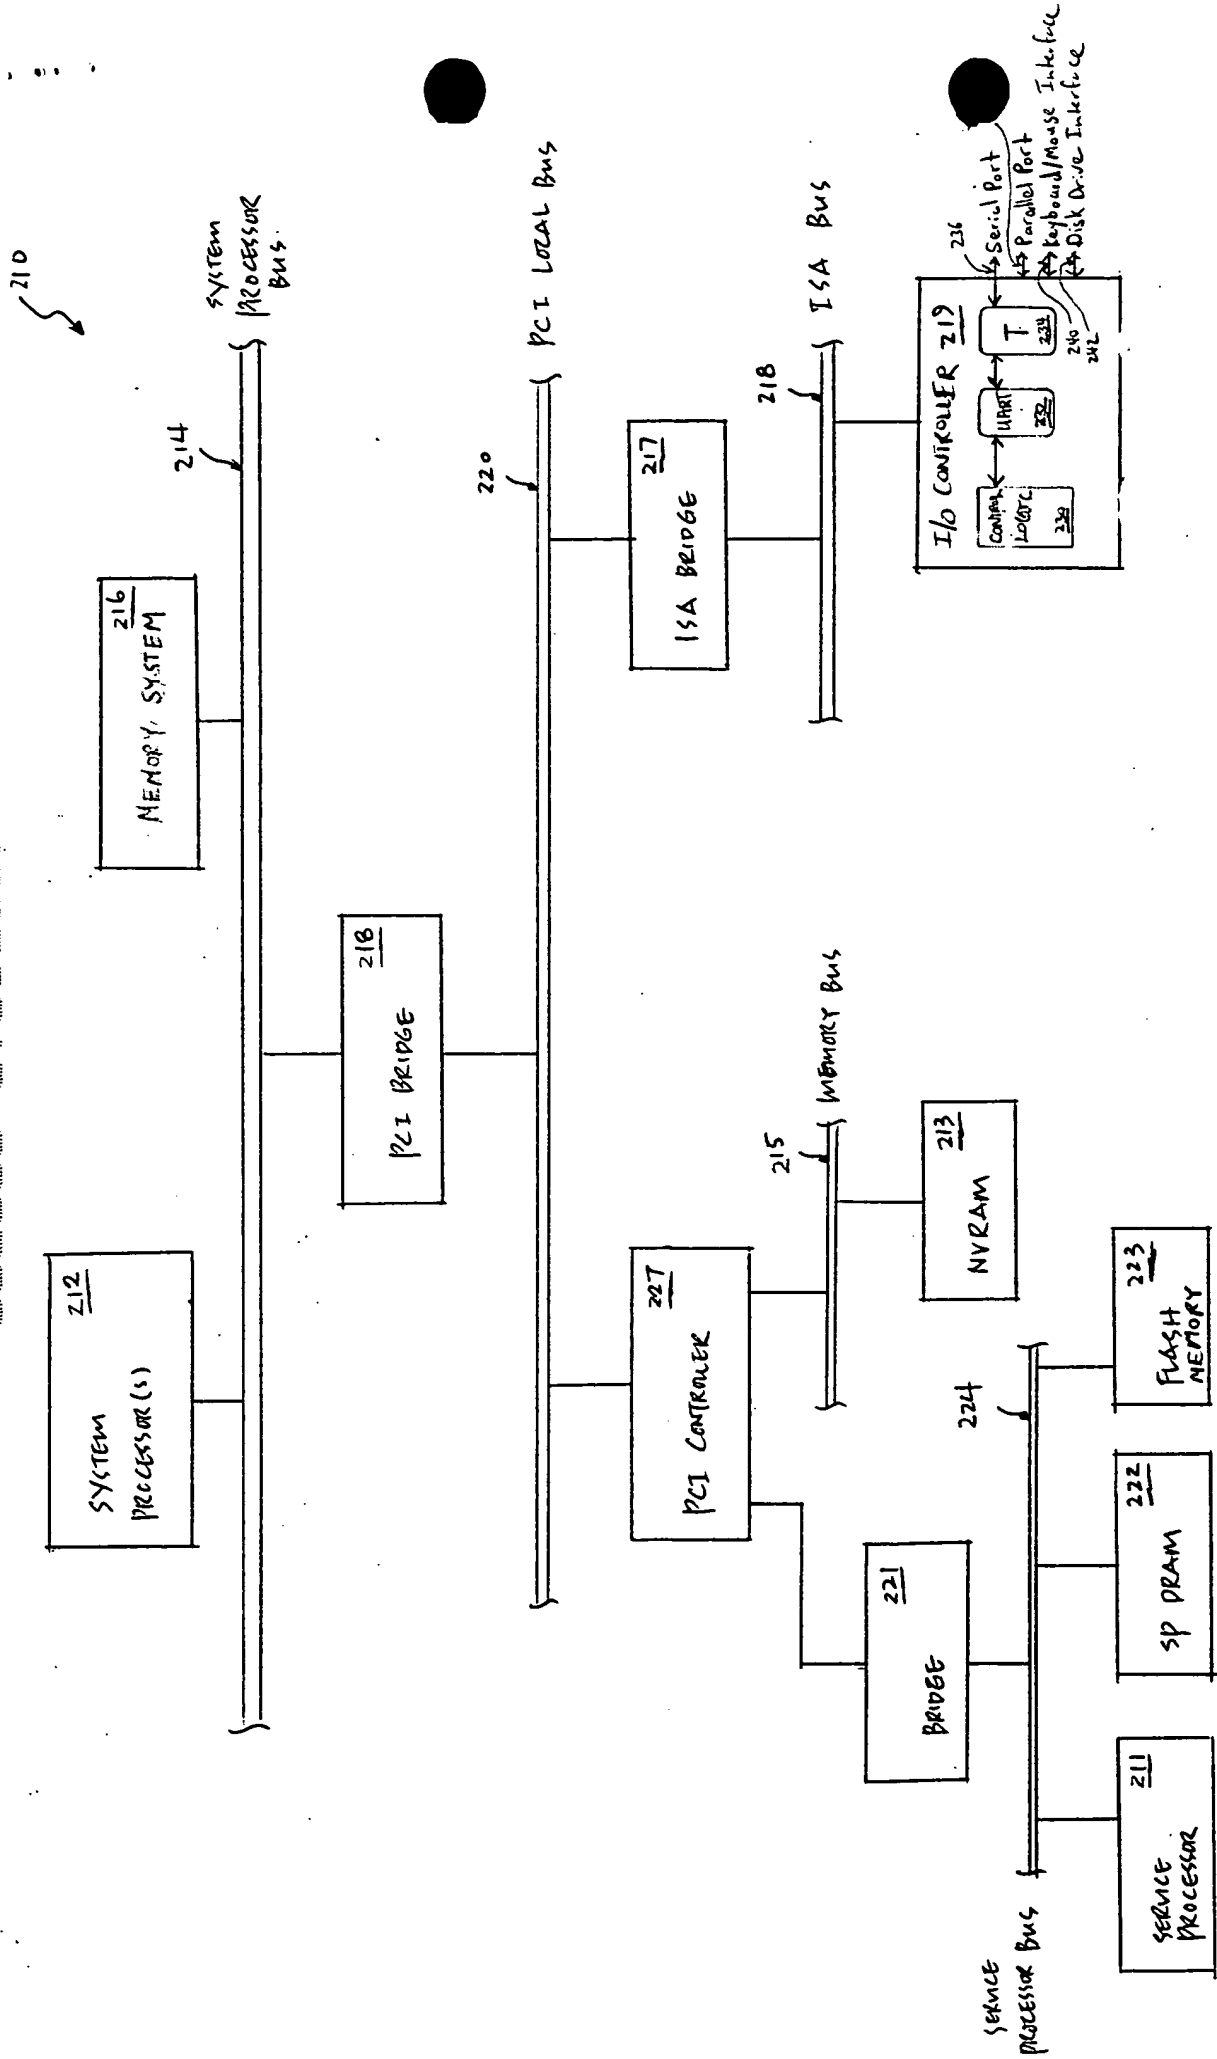 210
SYSTEM
PROCESSOR(S)
212
MEMORY SYSTEM
216
214
SYSTEM
PROCESSOR
BUS
PCI BRIDGE
218
220
PCI LOCAL BUS
PCI CONTROLLER
227
ISA BRIDGE
217
215
MEMORY BUS
218
ISA BUS
BRIDGE
221
NVRAM
213
I/O CONTROLLER 219
CONTROL
LOGIC
230
UART
232
T
234
236
Serial Port
Parallel Port
Keyboard/Mouse Interface
Disk Drive Interface
240
242
SERVICE
PROCESSOR BUS
224
SERVICE
PROCESSOR
211
SP DRAM
222
FLASH
MEMORY
223